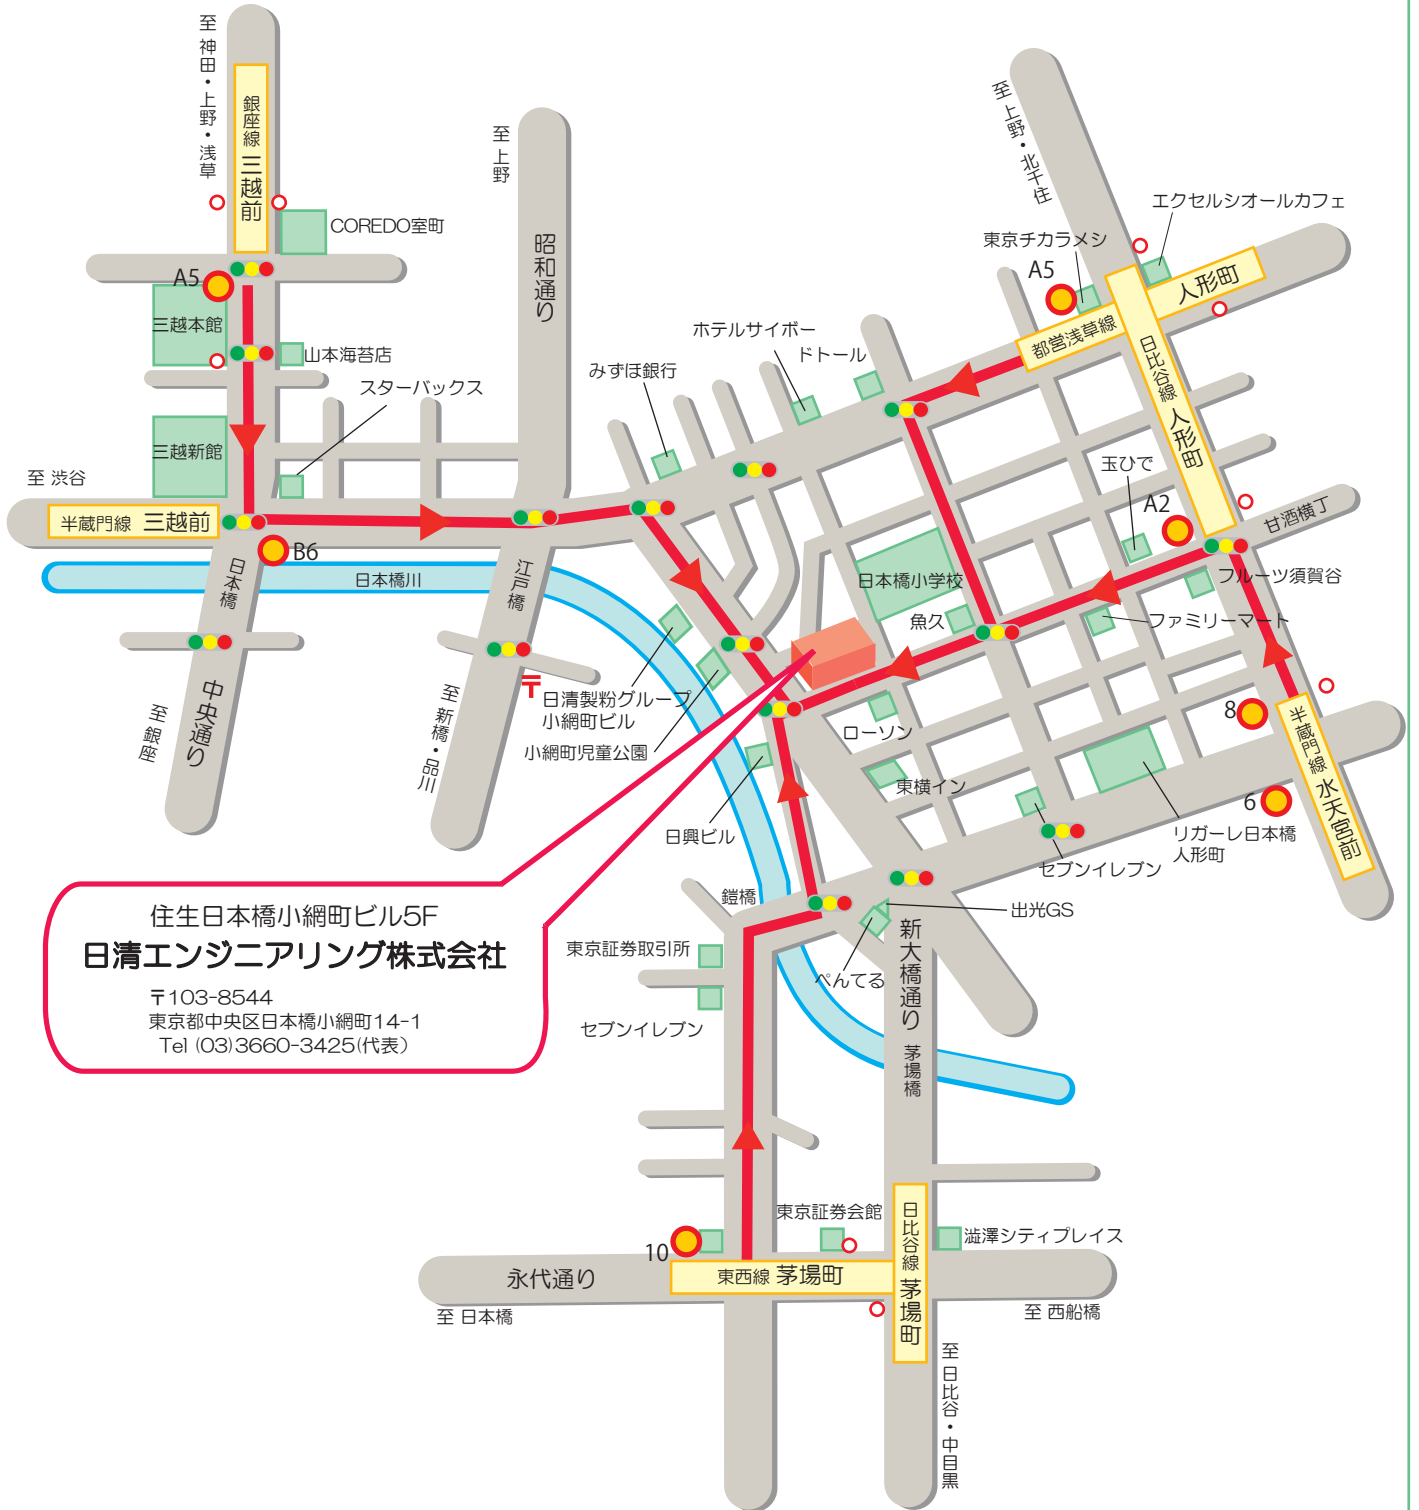 至 神田・上野・浅草
銀座線 三越前
COREDO室町
A5
三越本館
山本海苔店
スターバックス
三越新館
至 渋谷
半蔵門線 三越前
B6
日本橋
日本橋川
江戸橋
至 上野
昭和通り
中央通り
至 銀座
至 新橋・品川
〒
みずほ銀行
ホテルサイボー
ドトール
至 上野・北千住
東京チカラメシ
A5
エクセルシオールカフェ
都営浅草線
人形町
日比谷線 人形町
玉ひで
A2
甘酒横丁
フルーツ須賀谷
ファミリーマート
日本橋小学校
魚久
日清製粉グループ
小網町ビル
小網町児童公園
ローソン
東横イン
日興ビル
8
6
半蔵門線 水天宮前
リガーレ日本橋
人形町
セブンイレブン
出光GS
ぺんてる
鎧橋
新大橋通り
茅場橋
東京証券取引所
セブンイレブン
住生日本橋小網町ビル5F
日清エンジニアリング株式会社
〒103-8544
東京都中央区日本橋小網町14-1
Tel (03)3660-3425(代表)
10
東京証券会館
日比谷線 茅場町
澁澤シティプレイス
永代通り
東西線 茅場町
至 日本橋
至 西船橋
至 日比谷・中目黒